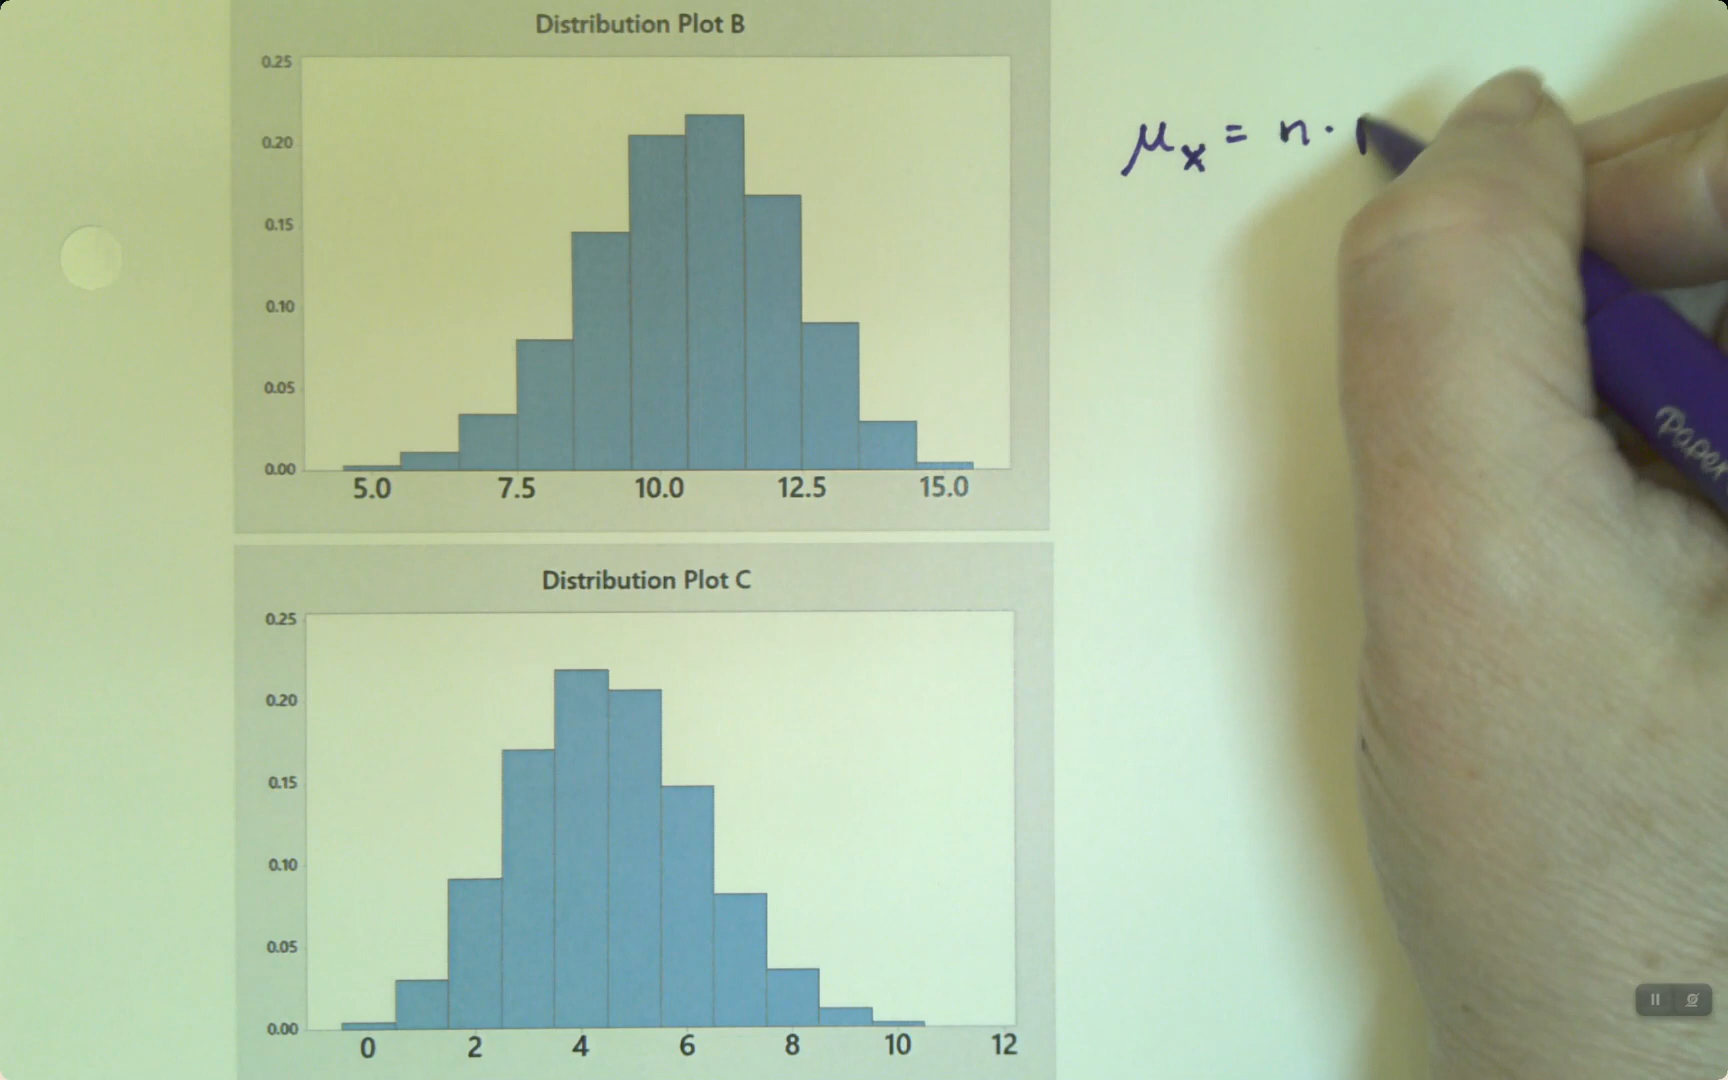 Distribution Plot B
0.25
0.20
0.15
0.10
0.05
0.00
5.0 7.5 10.0 12.5 15.0
μx = n ·
Paper
Distribution Plot C
0.25
0.20
0.15
0.10
0.05
0.00
0 2 4 6 8 10 12